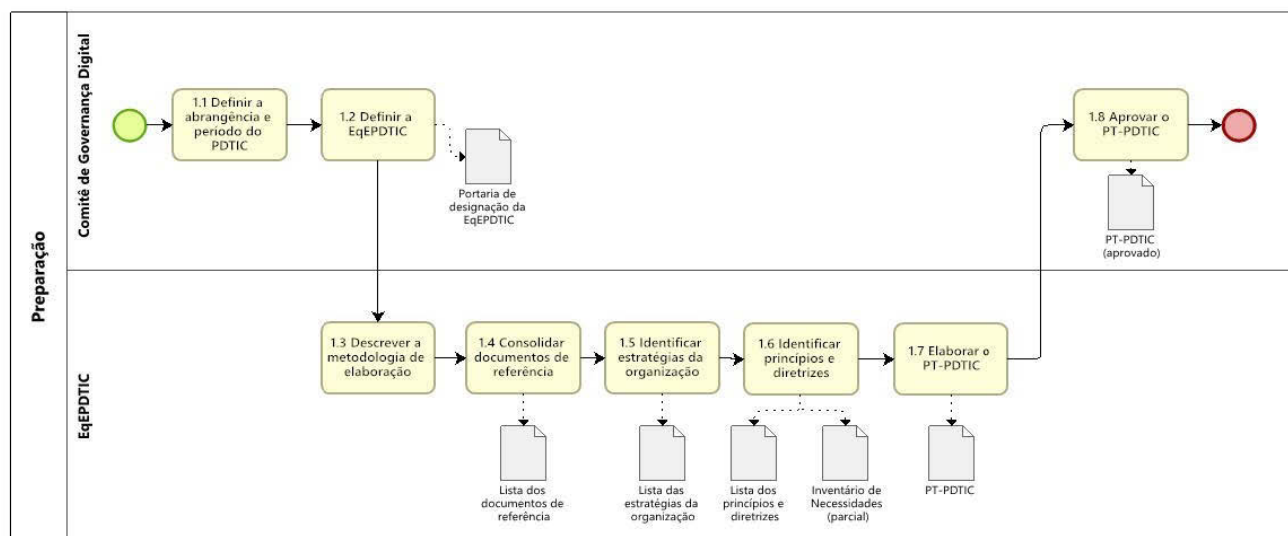 Preparação
Comitê de Governança Digital
1.1 Definir a
abrangência e
período do
PDTIC
1.2 Definir a
EqEPDTIC
Portaria de
designação da
EqEPDTIC
1.8 Aprovar o
PT-PDTIC
PT-PDTIC
(aprovado)
EqEPDTIC
1.3 Descrever a
metodologia de
elaboração
1.4 Consolidar
documentos de
referência
1.5 Identificar
estratégias da
organização
1.6 Identificar
princípios e
diretrizes
1.7 Elaborar o
PT-PDTIC
Lista dos
documentos de
referência
Lista das
estratégias da
organização
Lista dos
princípios e
diretrizes
Inventário de
Necessidades
(parcial)
PT-PDTIC